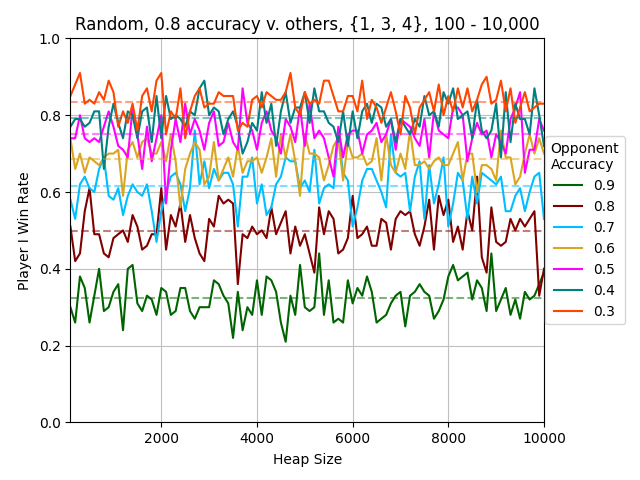 Random, 0.8 accuracy v. others, {1, 3, 4}, 100 - 10,000
1.0
0.8
0.6
0.4
0.2
0.0
Player I Win Rate
2000 4000 6000 8000 10000
Heap Size
Opponent
Accuracy
0.9
0.8
0.7
0.6
0.5
0.4
0.3